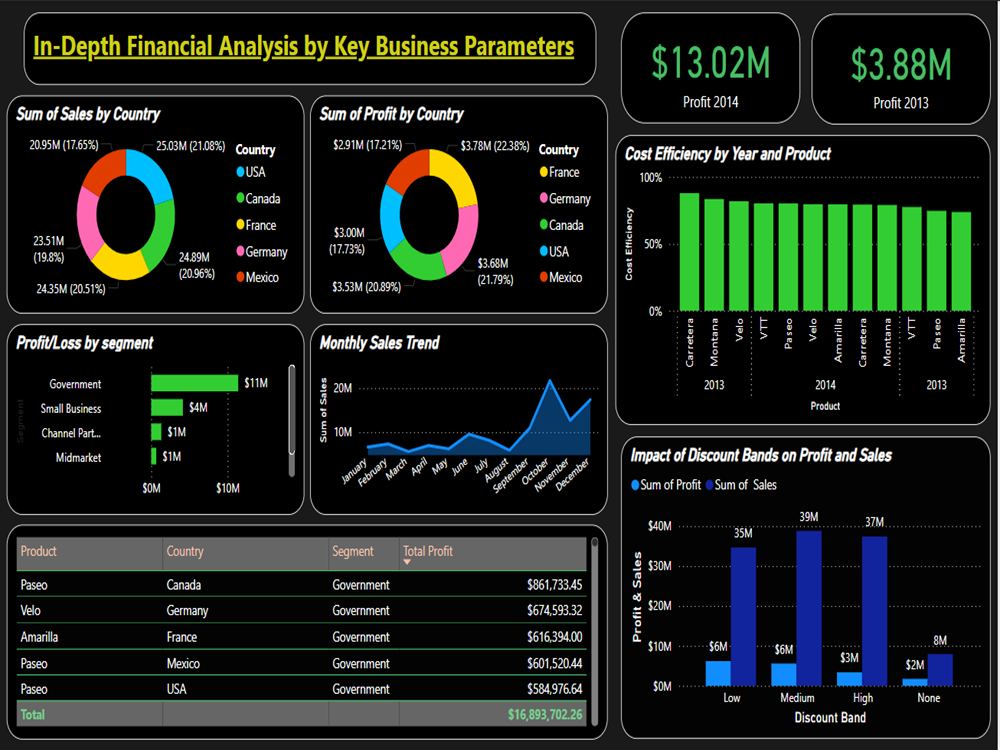 In-Depth Financial Analysis by Key Business Parameters
$13.02M
Profit 2014
$3.88M
Profit 2013
Sum of Sales by Country
20.95M (17.65%)
25.03M (21.08%)
23.51M
(19.8%)
24.89M
(20.96%)
24.35M (20.51%)
Country
USA
Canada
France
Germany
Mexico
Sum of Profit by Country
$2.91M (17.21%)
$3.78M (22.38%)
$3.00M
(17.73%)
$3.68M
(21.79%)
$3.53M (20.89%)
Country
France
Germany
Canada
USA
Mexico
Cost Efficiency by Year and Product
Cost Efficiency
100%
50%
0%
Carretera
Montana
Velo
VTT
Paseo
Velo
Amarilla
Carretera
Montana
VTT
Paseo
Amarilla
2013
2014
2013
Product
Profit/Loss by segment
Segment
Government
$11M
Small Business
$4M
Channel Part...
$1M
Midmarket
$1M
$0M
$10M
Monthly Sales Trend
Sum of Sales
20M
10M
January
February
March
April
May
June
July
August
September
October
November
December
Product Country Segment Total Profit
Paseo Canada Government $861,733.45
Velo Germany Government $674,593.32
Amarilla France Government $616,394.00
Paseo Mexico Government $601,520.44
Paseo USA Government $584,976.64
Total $16,893,702.26
Impact of Discount Bands on Profit and Sales
Sum of Profit
Sum of Sales
Profit & Sales
$40M
$30M
$20M
$10M
$0M
$6M
35M
$6M
39M
$3M
37M
$2M
8M
Low
Medium
High
None
Discount Band